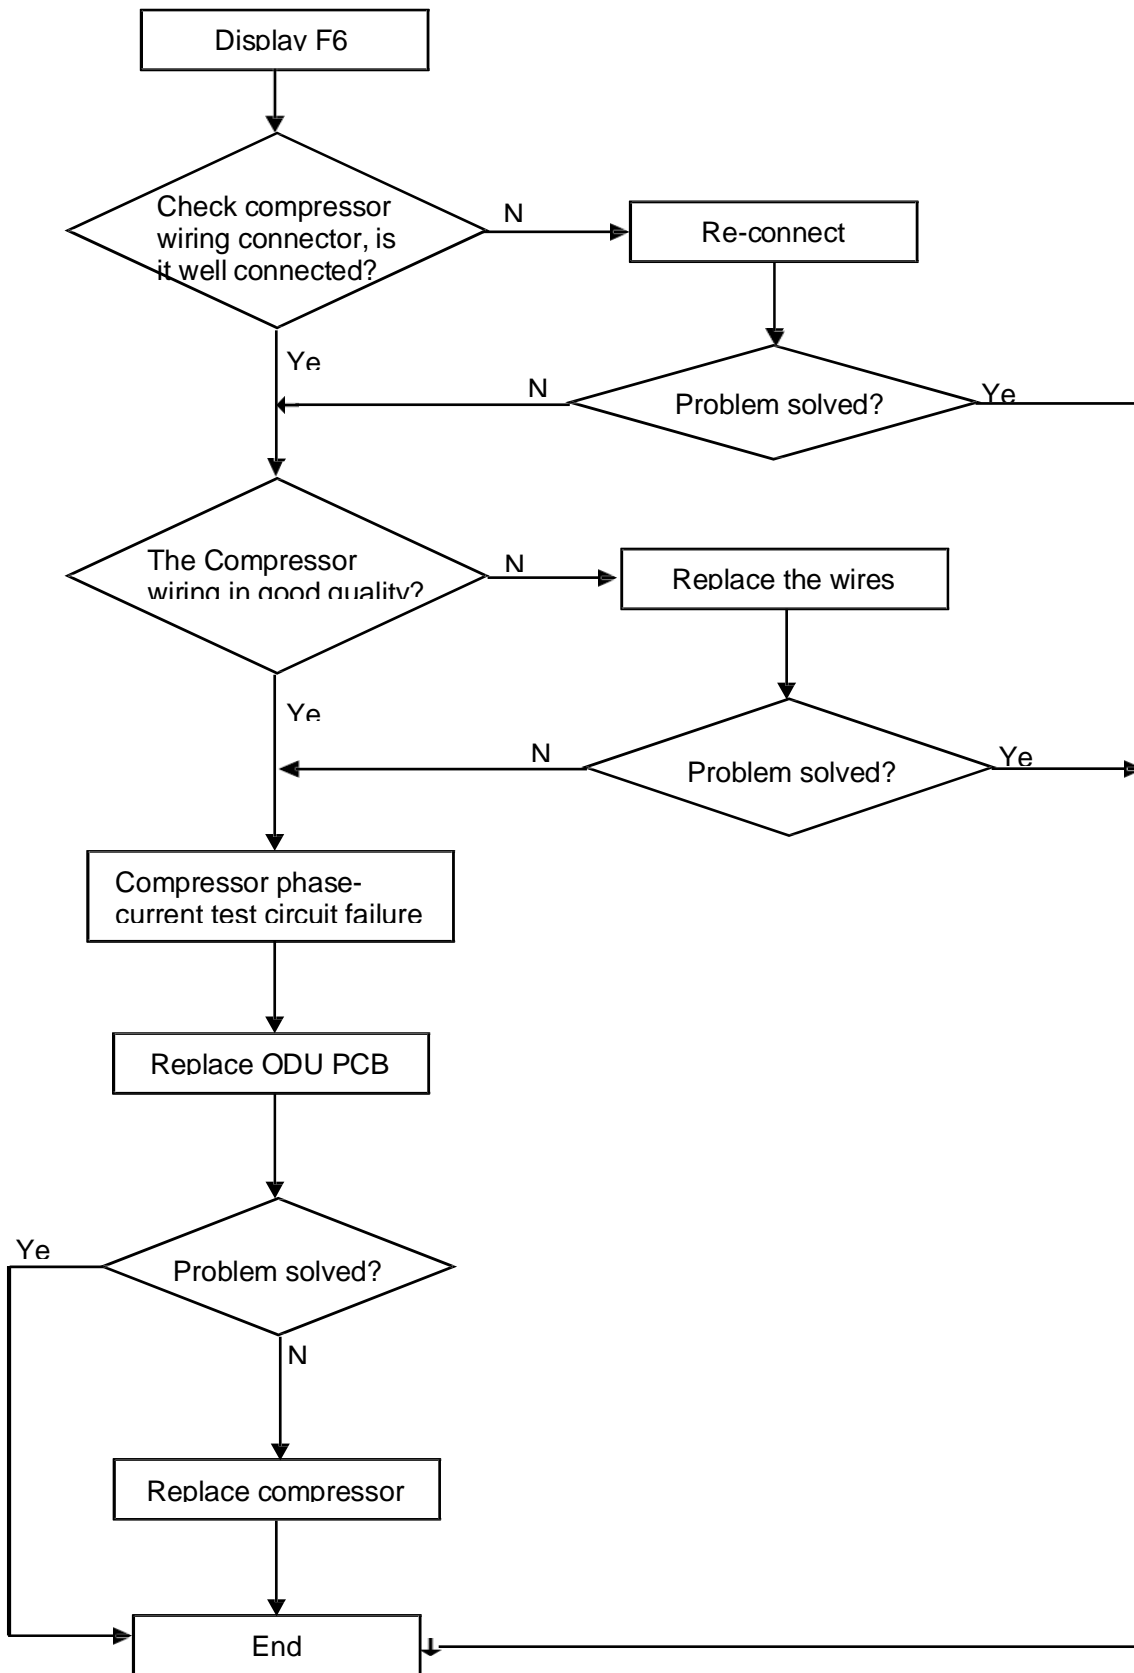 Display F6
Check compressor
wiring connector, is
it well connected?
N
Re-connect
Ye
N
Problem solved?
Ye
The Compressor
wiring in good quality?
N
Replace the wires
Ye
N
Problem solved?
Ye
Compressor phase-
current test circuit failure
Replace ODU PCB
Ye
Problem solved?
N
Replace compressor
End